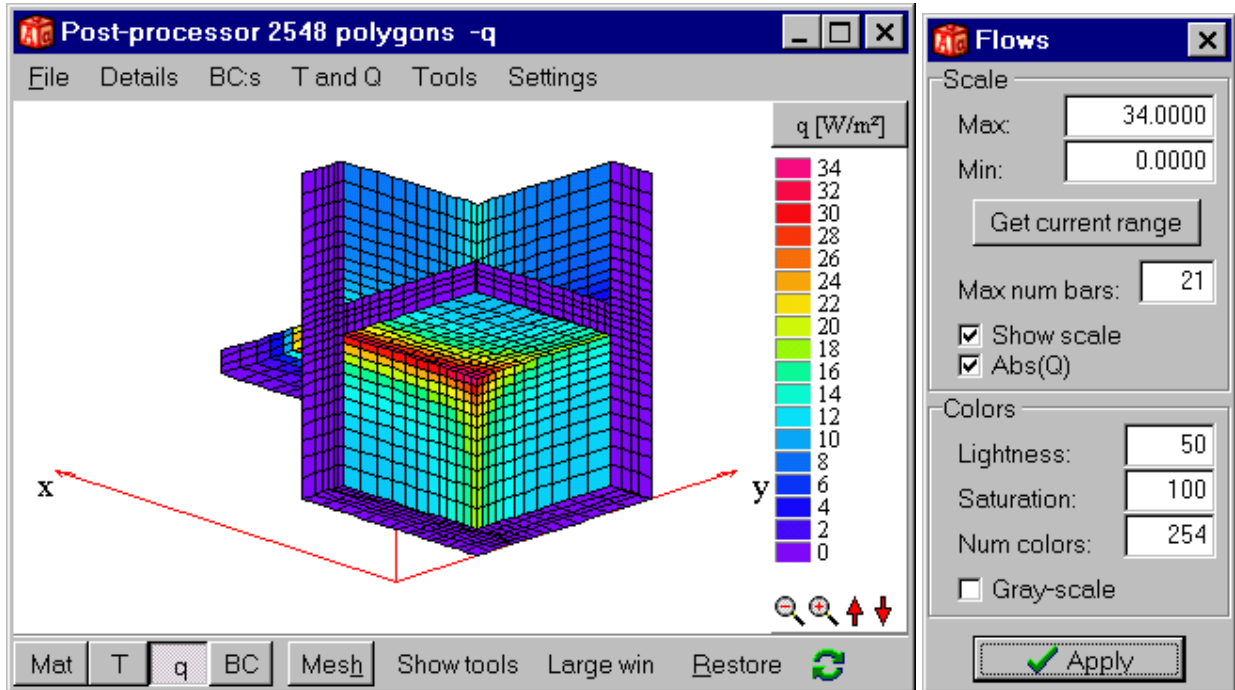 Post-processor 2548 polygons -q
File Details BC:s T and Q Tools Settings
q [W/m²]
34
32
30
28
26
24
22
20
18
16
14
12
10
8
6
4
2
0
x
y
Mat T q BC Mesh Show tools Large win Restore
Flows
Scale
Max: 34.0000
Min: 0.0000
Get current range
Max num bars: 21
Show scale
Abs(Q)
Colors
Lightness: 50
Saturation: 100
Num colors: 254
Gray-scale
Apply